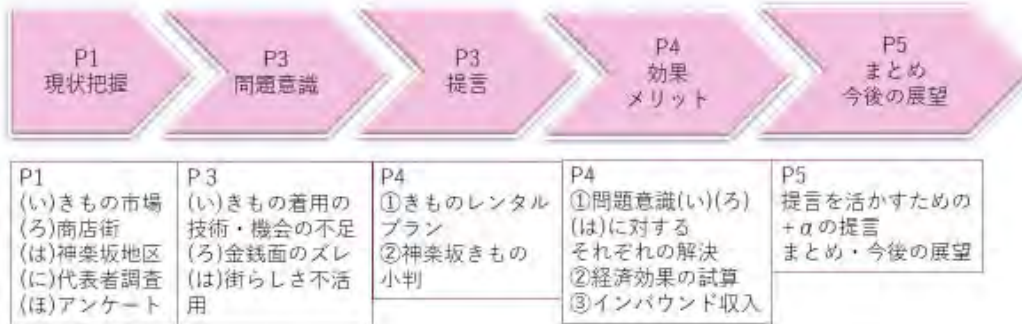 P1
現状把握
P3
問題意識
P3
提言
P4
効果
メリット
P5
まとめ
今後の展望
P1
(い)きもの市場
(ろ)商店街
(は)神楽坂地区
(に)代表者調査
(ほ)アンケート
P3
(い)きもの着用の
技術・機会の不足
(ろ)金銭面のズレ
(は)街らしさ不活
用
P4
①きものレンタル
プラン
②神楽坂きもの
小判
P4
①問題意識(い)(ろ)
(は)に対する
それぞれの解決
②経済効果の試算
③インバウンド収入
P5
提言を活かすための
+αの提言
まとめ・今後の展望